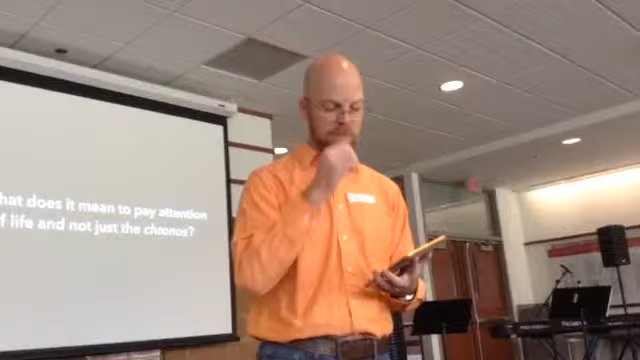 hat does it mean to pay attention
f life and not just the chronos?